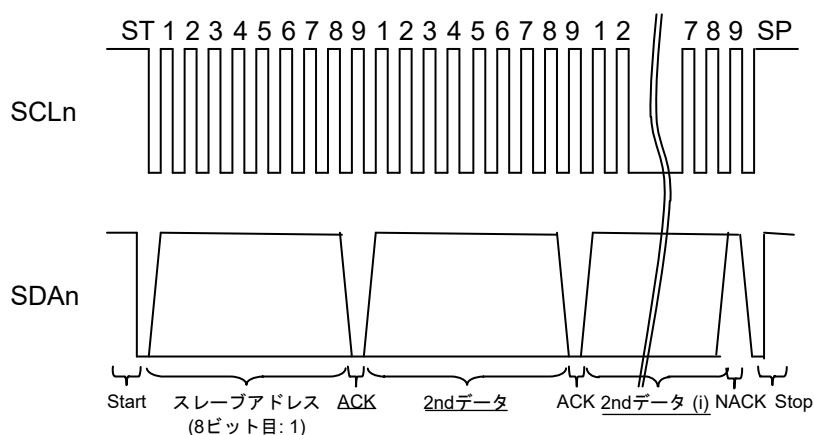 ST 1 2 3 4 5 6 7 8 9 1 2 3 4 5 6 7 8 9 1 2 7 8 9 SP
SCLn
SDAn
Start スレーブアドレス ACK 2ndデータ ACK 2ndデータ (i) NACK Stop
(8ビット目: 1)